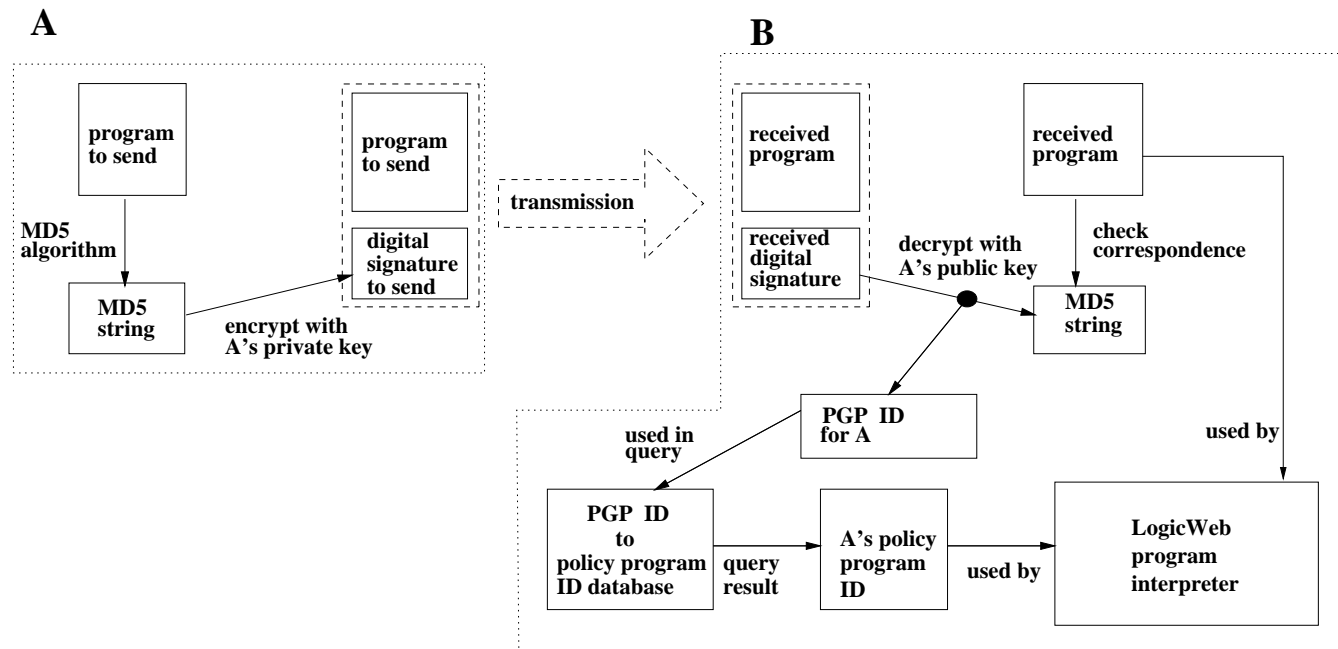 A
B
program
to send
program
to send
MD5
algorithm
MD5
string
digital
signature
to send
encrypt with
A's private key
transmission
received
program
received
digital
signature
received
program
decrypt with
A's public key
check
correspondence
MD5
string
PGP ID
for A
used in
query
used by
PGP ID
to
policy program
ID database
query
result
A's policy
program
ID
used by
LogicWeb
program
interpreter